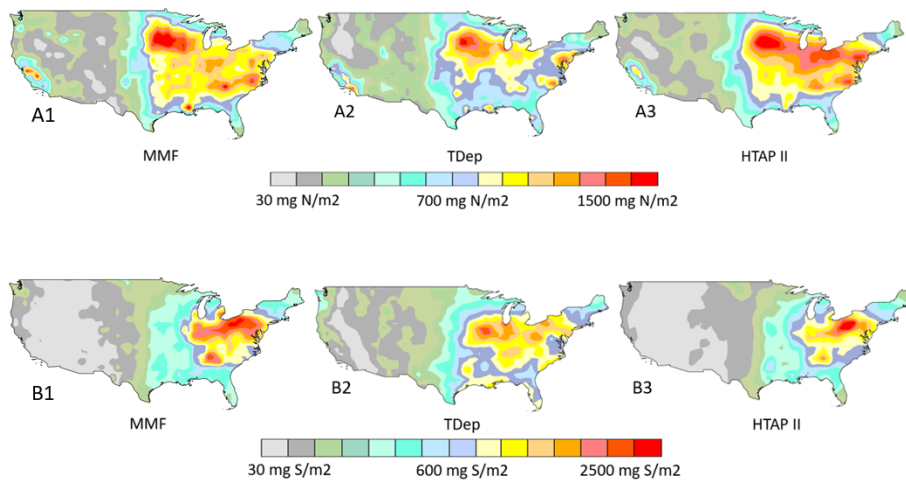 A1
A2
A3
MMF
TDep
HTAP II
30 mg N/m2
700 mg N/m2
1500 mg N/m2
B1
B2
B3
MMF
TDep
HTAP II
30 mg S/m2
600 mg S/m2
2500 mg S/m2